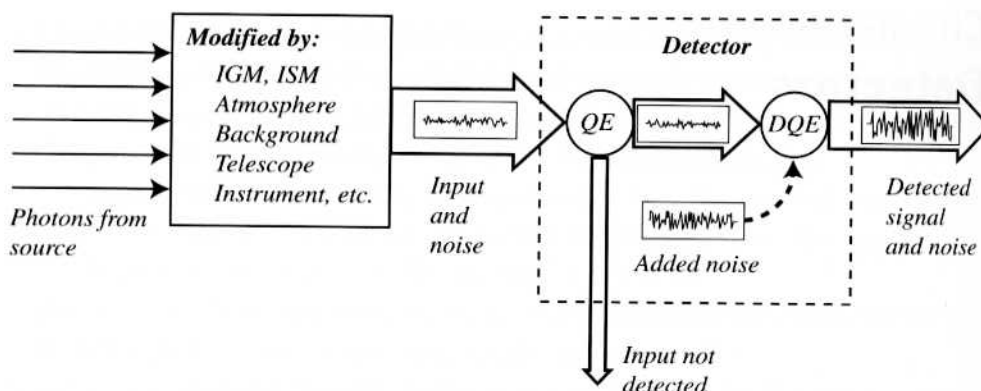 Modified by:
IGM, ISM
Atmosphere
Background
Telescope
Instrument, etc.
Photons from
source
Input
and
noise
Detector
QE
DQE
Added noise
Detected
signal
and noise
Input not
detected